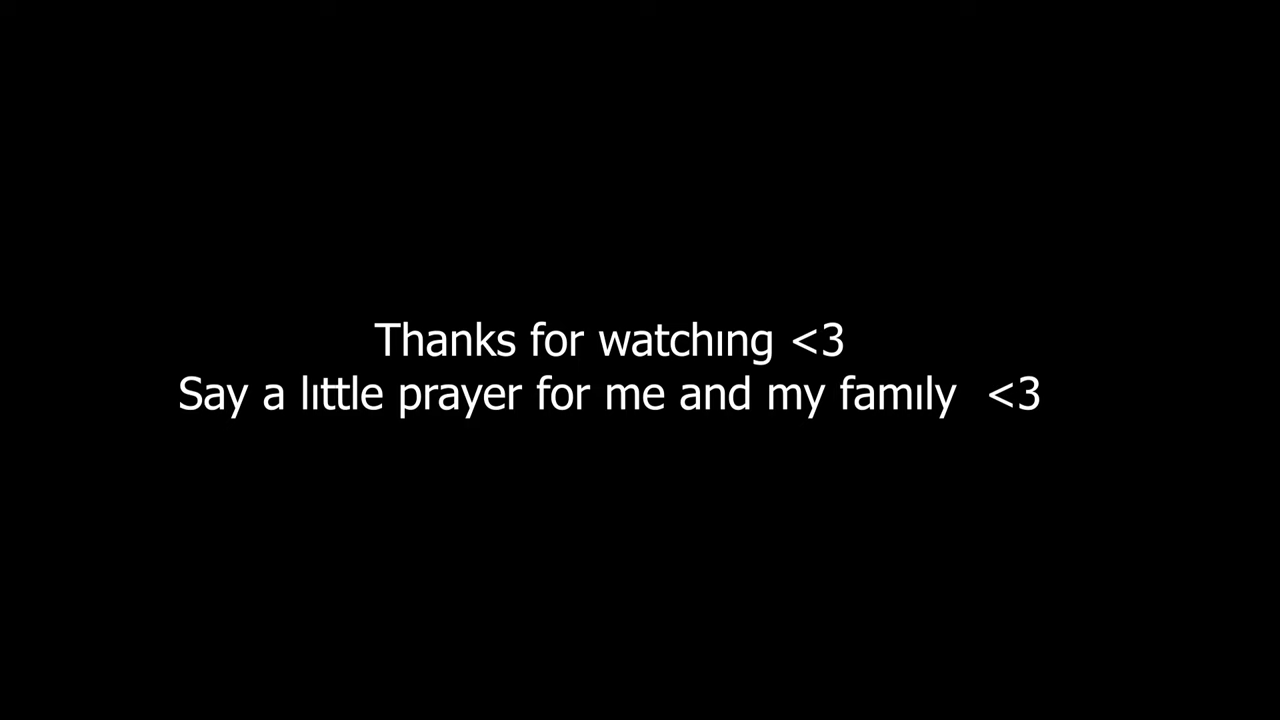 Thanks for watchıng <3
Say a lıttle prayer for me and my famıly  <3